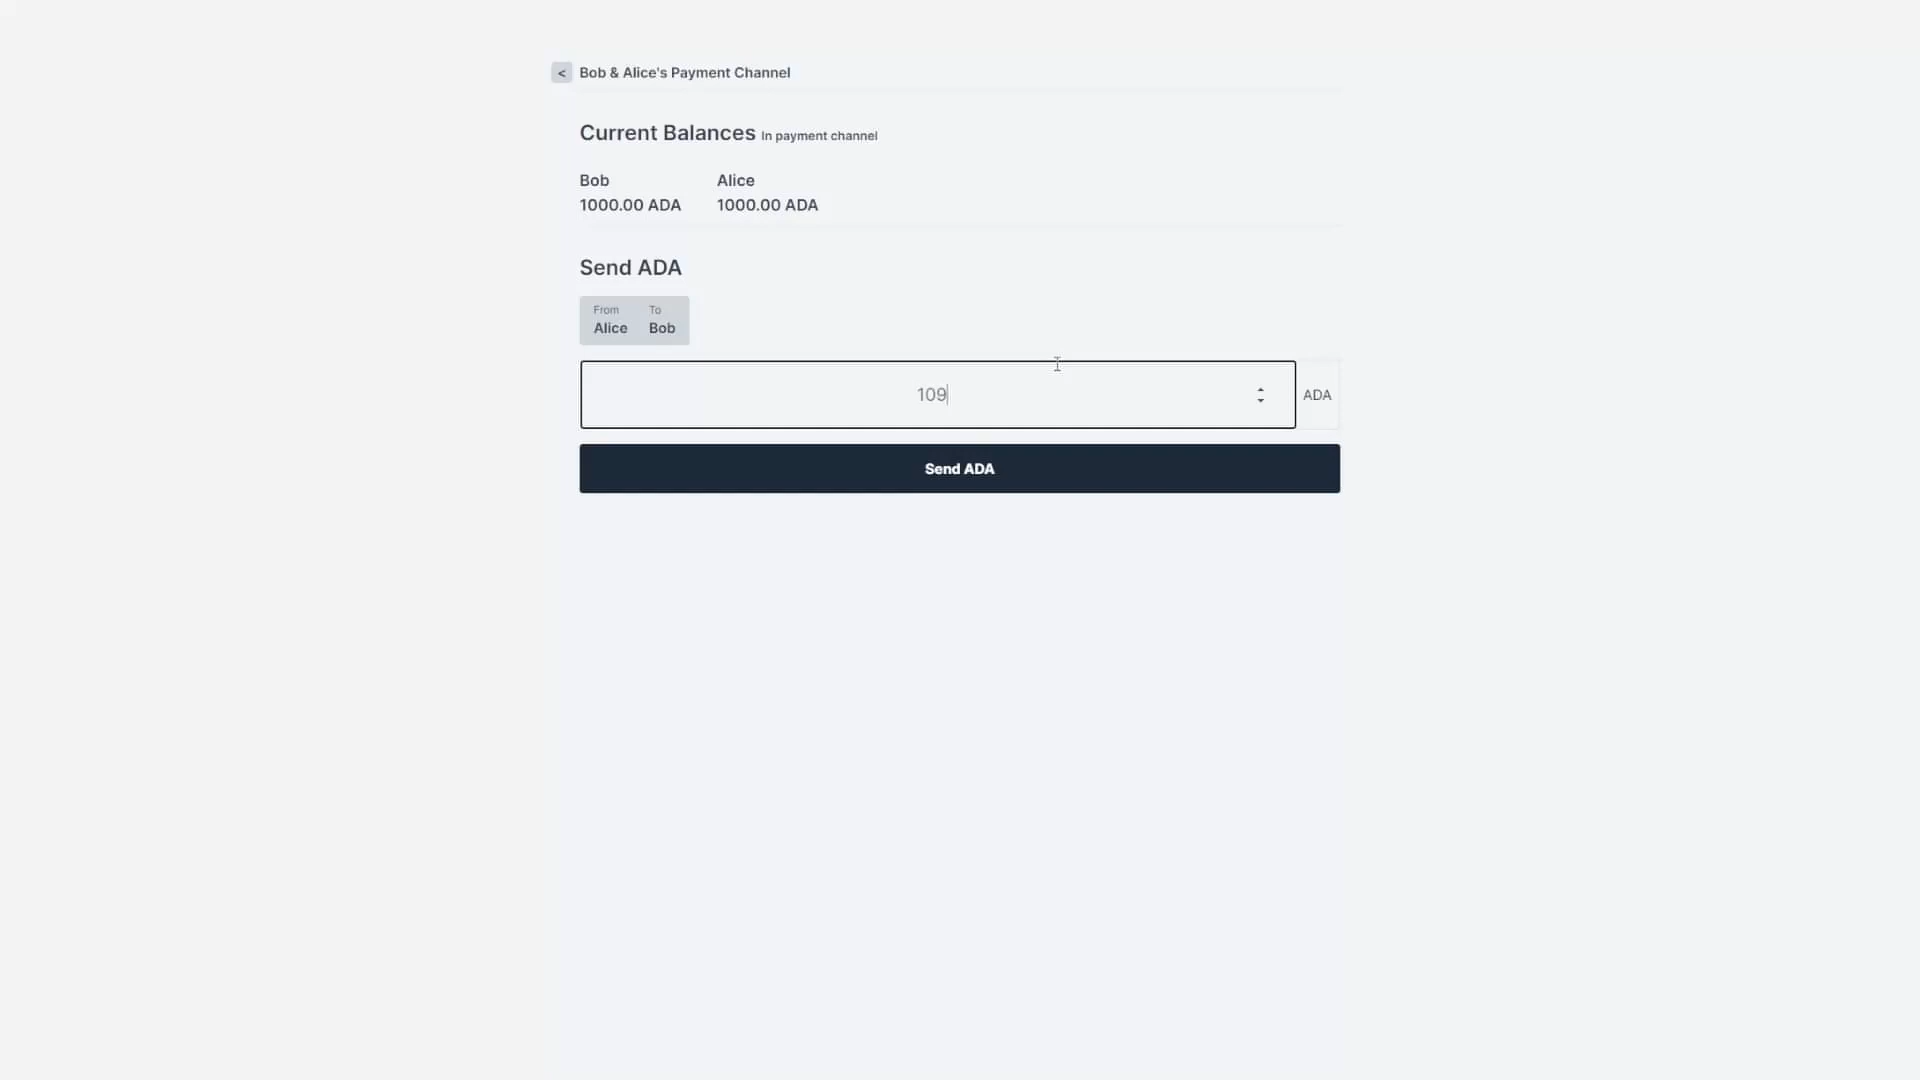 < Bob & Alice's Payment Channel
Current Balances In payment channel
Bob Alice
1000.00 ADA 1000.00 ADA
Send ADA
From To
Alice Bob
109 ADA
Send ADA